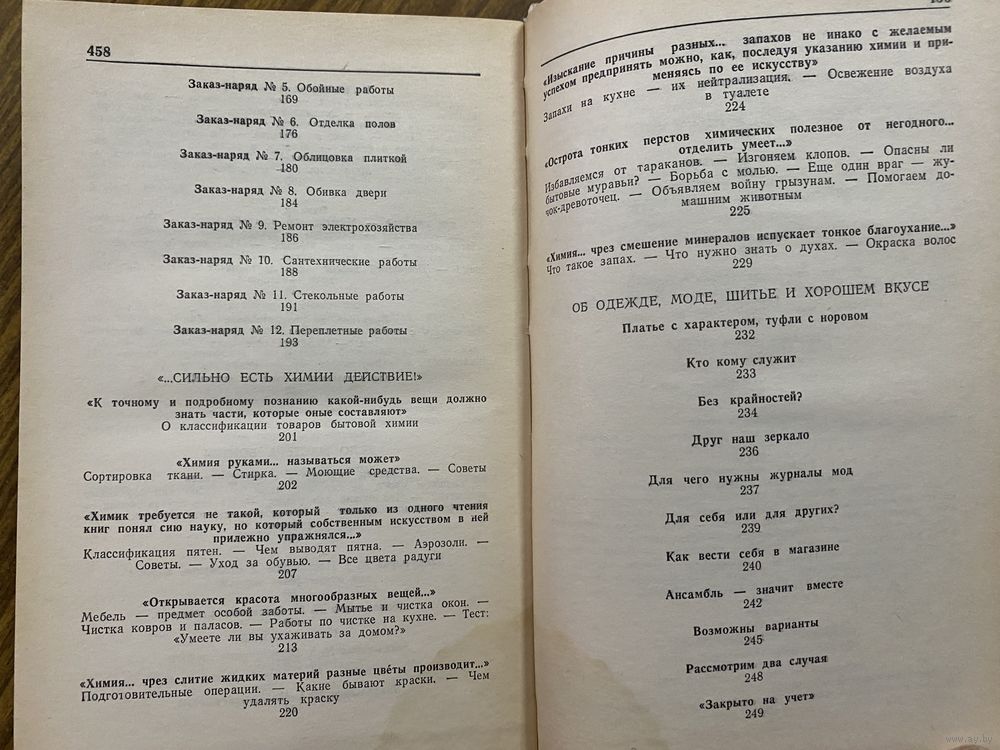 458
Заказ-наряд № 5. Обойные работы
169
Заказ-наряд № 6. Отделка полов
176
Заказ-наряд № 7. Облицовка плиткой
180
Заказ-наряд № 8. Обивка двери
184
Заказ-наряд № 9. Ремонт электрохозяйства
186
Заказ-наряд № 10. Сантехнические работы
188
Заказ-наряд № 11. Стекольные работы
191
Заказ-наряд № 12. Переплетные работы
193
«...СИЛЬНО ЕСТЬ ХИМИИ ДЕЙСТВИЕ!»
«К точному и подробному познанию какой-нибудь вещи должно
знать части, которые оные составляют»
О классификации товаров бытовой химии
201
«Химия руками... называться может»
Сортировка ткани. — Стирка. — Моющие средства. — Советы
202
«Химик требуется не такой, который только из одного чтения
книг понял сию науку, но который собственным искусством в ней
прилежно упражнялся...»
Классификация пятен. — Чем выводят пятна. — Аэрозоли. —
Советы. — Уход за обувью. — Все цвета радуги
207
«Открывается красота многообразных вещей...»
Мебель — предмет особой заботы. — Мытье и чистка окон. —
Чистка ковров и паласов. — Работы по чистке на кухне. — Тест:
«Умеете ли вы ухаживать за домом?»
213
«Химия... чрез слитие жидких материй разные цветы производит...»
Подготовительные операции. — Какие бывают краски. — Чем
удалять краску
220
«Изыскание причины разных... запахов не инако с желаемым
успехом предпринять можно, как, последуя указанию химии и при-
меняясь по ее искусству»
Запахи на кухне — их нейтрализация. — Освежение воздуха
в туалете
224
«Острота тонких перстов химических полезное от негодного...
отделить умеет...»
Избавляемся от тараканов. — Изгоняем клопов. — Опасны ли
бытовые муравьи? — Борьба с молью. — Еще один враг — жу-
чок-древоточец. — Объявляем войну грызунам. — Помогаем до-
машним животным
225
«Химия... чрез смешение минералов испускает тонкое благоухание...»
Что такое запах. — Что нужно знать о духах. — Окраска волос
229
ОБ ОДЕЖДЕ, МОДЕ, ШИТЬЕ И ХОРОШЕМ ВКУСЕ
Платье с характером, туфли с норовом
232
Кто кому служит
233
Без крайностей?
234
Друг наш зеркало
236
Для чего нужны журналы мод
237
Для себя или для других?
239
Как вести себя в магазине
240
Ансамбль — значит вместе
242
Возможны варианты
245
Рассмотрим два случая
248
«Закрыто на учет»
249
www.ay.by